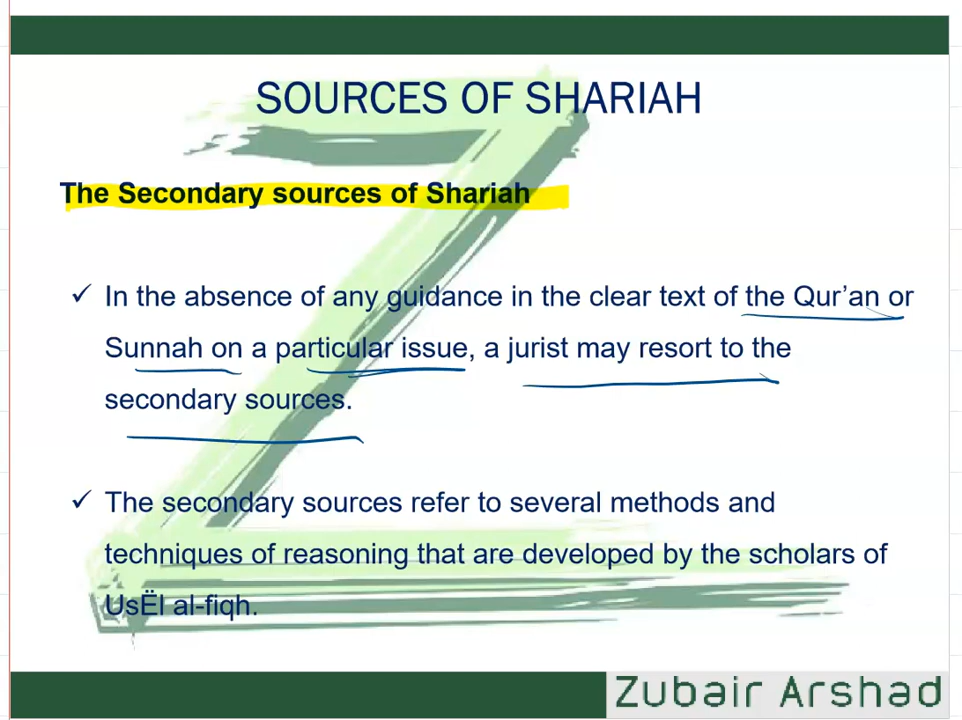 SOURCES OF SHARIAH
The Secondary sources of Shariah
✓ In the absence of any guidance in the clear text of the Qur’an or
Sunnah on a particular issue, a jurist may resort to the
secondary sources.
✓ The secondary sources refer to several methods and
techniques of reasoning that are developed by the scholars of
UsËl al-fiqh.
Zubair Arshad